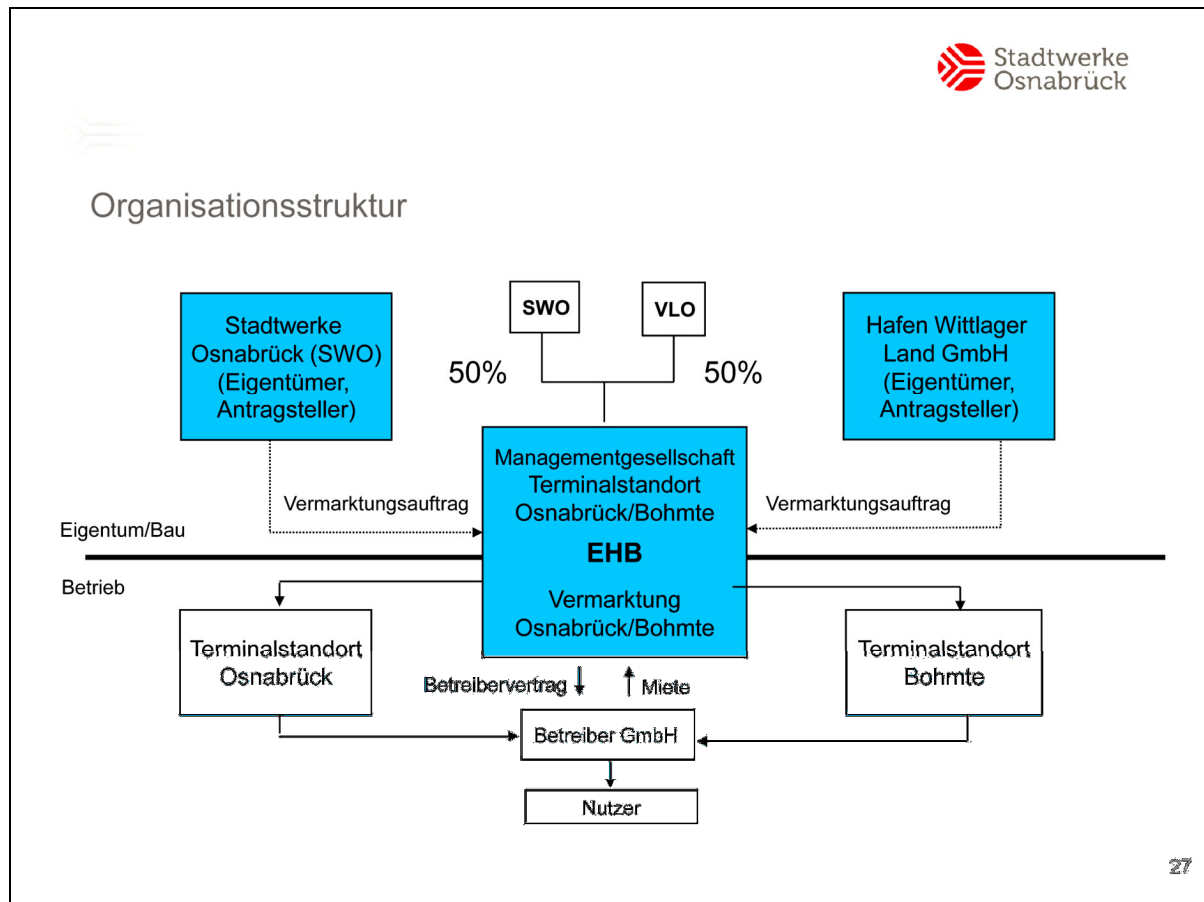 Stadtwerke
Osnabrück
Organisationsstruktur
Stadtwerke
Osnabrück (SWO)
(Eigentümer,
Antragsteller)
SWO
VLO
50%
50%
Hafen Wittlager
Land GmbH
(Eigentümer,
Antragsteller)
Managementgesellschaft
Terminalstandort
Osnabrück/Bohmte
EHB
Vermarktung
Osnabrück/Bohmte
Vermarktungsauftrag
Vermarktungsauftrag
Eigentum/Bau
Betrieb
Terminalstandort
Osnabrück
Terminalstandort
Bohmte
Betreibervertrag
Miete
Betreiber GmbH
Nutzer
27